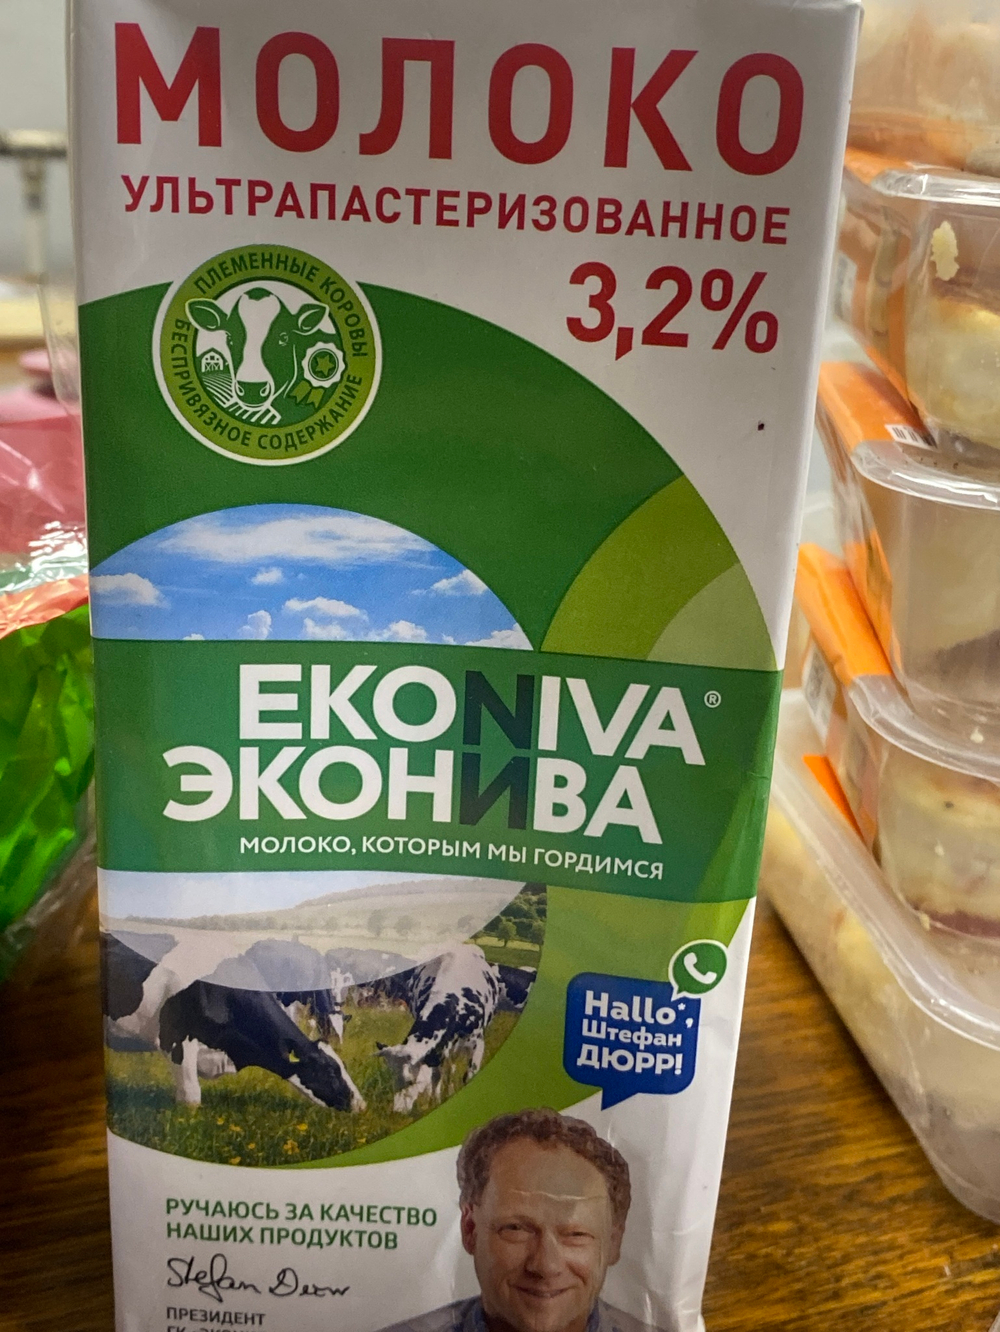 МОЛОКО
УЛЬТРАПАСТЕРИЗОВАННОЕ
3,2%
ПЛЕМЕННЫЕ КОРОВЫ
БЕСПРИВЯЗНОЕ СОДЕРЖАНИЕ
EKONIVA®
ЭКОНИВА
МОЛОКО, КОТОРЫМ МЫ ГОРДИМСЯ
Hallo*,
Штефан
ДЮРР!
РУЧАЮСЬ ЗА КАЧЕСТВО
НАШИХ ПРОДУКТОВ
Stefan Dürr
ПРЕЗИДЕНТ